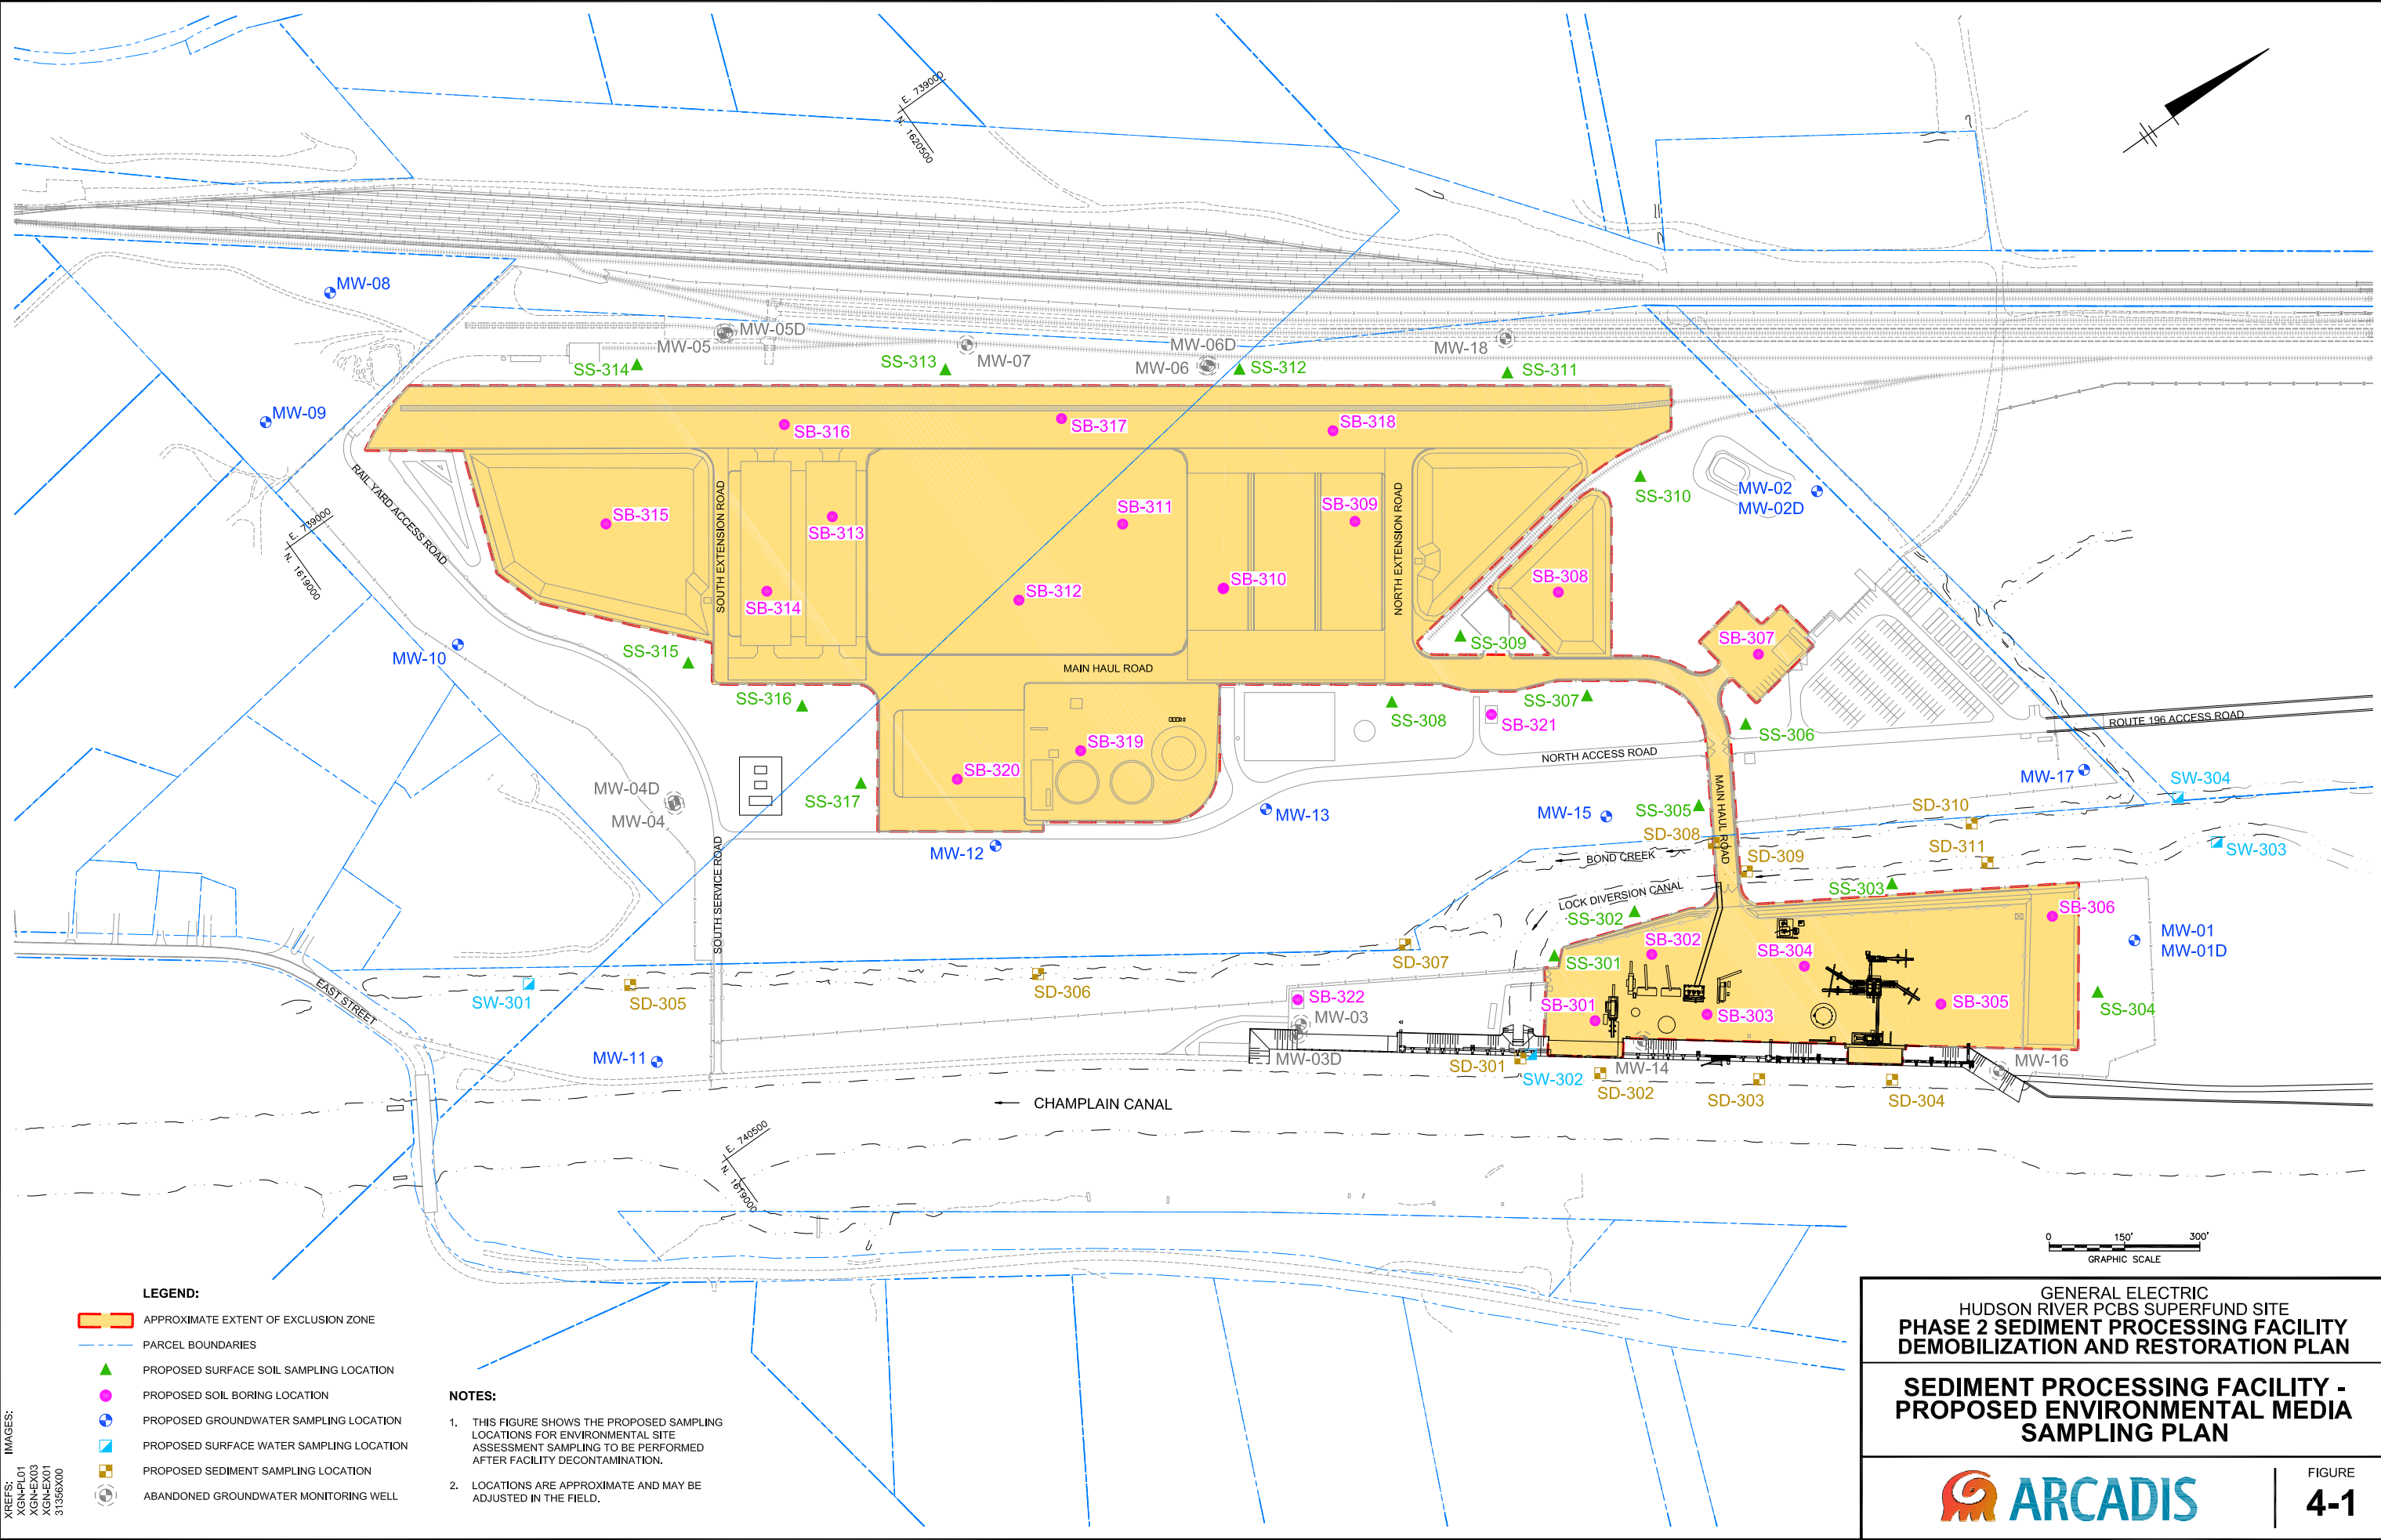 E. 739000
N. 1620500
MW-08
MW-05D
MW-05
MW-07
MW-06D
MW-06
MW-18
SS-314
SS-313
SS-312
SS-311
MW-09
SB-316
SB-317
SB-318
RAIL YARD ACCESS ROAD
E. 739000
N. 1619000
SB-315
SOUTH EXTENSION ROAD
SB-313
SB-311
SB-309
NORTH EXTENSION ROAD
SS-310
MW-02
MW-02D
SB-314
SB-312
SB-310
SB-308
MW-10
SS-315
SS-309
SB-307
MAIN HAUL ROAD
SS-316
SS-308
SS-307
SB-321
SS-306
ROUTE 196 ACCESS ROAD
SB-319
SB-320
NORTH ACCESS ROAD
MW-04D
MW-04
SS-317
MW-13
MW-15
SS-305
MAIN HAUL ROAD
MW-17
SW-304
SD-310
SD-308
MW-12
BOND CREEK
SD-309
SD-311
SW-303
SOUTH SERVICE ROAD
LOCK DIVERSION CANAL
SS-303
SS-302
SB-306
SB-302
SB-304
MW-01
MW-01D
SD-307
SS-301
EAST STREET
SW-301
SD-305
SD-306
SB-322
MW-03
SB-301
SB-303
SB-305
SS-304
MW-11
MW-03D
SD-301
SW-302
MW-14
MW-16
SD-302
SD-303
SD-304
CHAMPLAIN CANAL
E. 740500
N. 1619000
0 150' 300'
GRAPHIC SCALE
LEGEND:
APPROXIMATE EXTENT OF EXCLUSION ZONE
PARCEL BOUNDARIES
PROPOSED SURFACE SOIL SAMPLING LOCATION
PROPOSED SOIL BORING LOCATION
PROPOSED GROUNDWATER SAMPLING LOCATION
PROPOSED SURFACE WATER SAMPLING LOCATION
PROPOSED SEDIMENT SAMPLING LOCATION
ABANDONED GROUNDWATER MONITORING WELL
NOTES:
1. THIS FIGURE SHOWS THE PROPOSED SAMPLING
LOCATIONS FOR ENVIRONMENTAL SITE
ASSESSMENT SAMPLING TO BE PERFORMED
AFTER FACILITY DECONTAMINATION.
2. LOCATIONS ARE APPROXIMATE AND MAY BE
ADJUSTED IN THE FIELD.
XREFS: IMAGES:
XGN-PL01
XGN-EX03
XGN-EX01
31356X00
GENERAL ELECTRIC
HUDSON RIVER PCBS SUPERFUND SITE
PHASE 2 SEDIMENT PROCESSING FACILITY
DEMOBILIZATION AND RESTORATION PLAN
SEDIMENT PROCESSING FACILITY -
PROPOSED ENVIRONMENTAL MEDIA
SAMPLING PLAN
ARCADIS
FIGURE
4-1